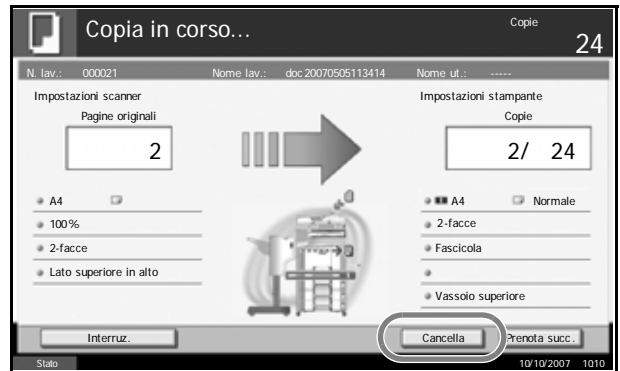 Copia in corso... Copie 24
N. lav.: 000021 Nome lav.: doc20070505113414 Nome ut.: -----
Impostazioni scanner Impostazioni stampante
Pagine originali Copie
2 2/ 24
A4 A4 Normale
100% 2-facce
2-facce Fascicola
Lato superiore in alto
Vassoio superiore
Interruz. Cancella Prenota succ.
Stato 10/10/2007 1010